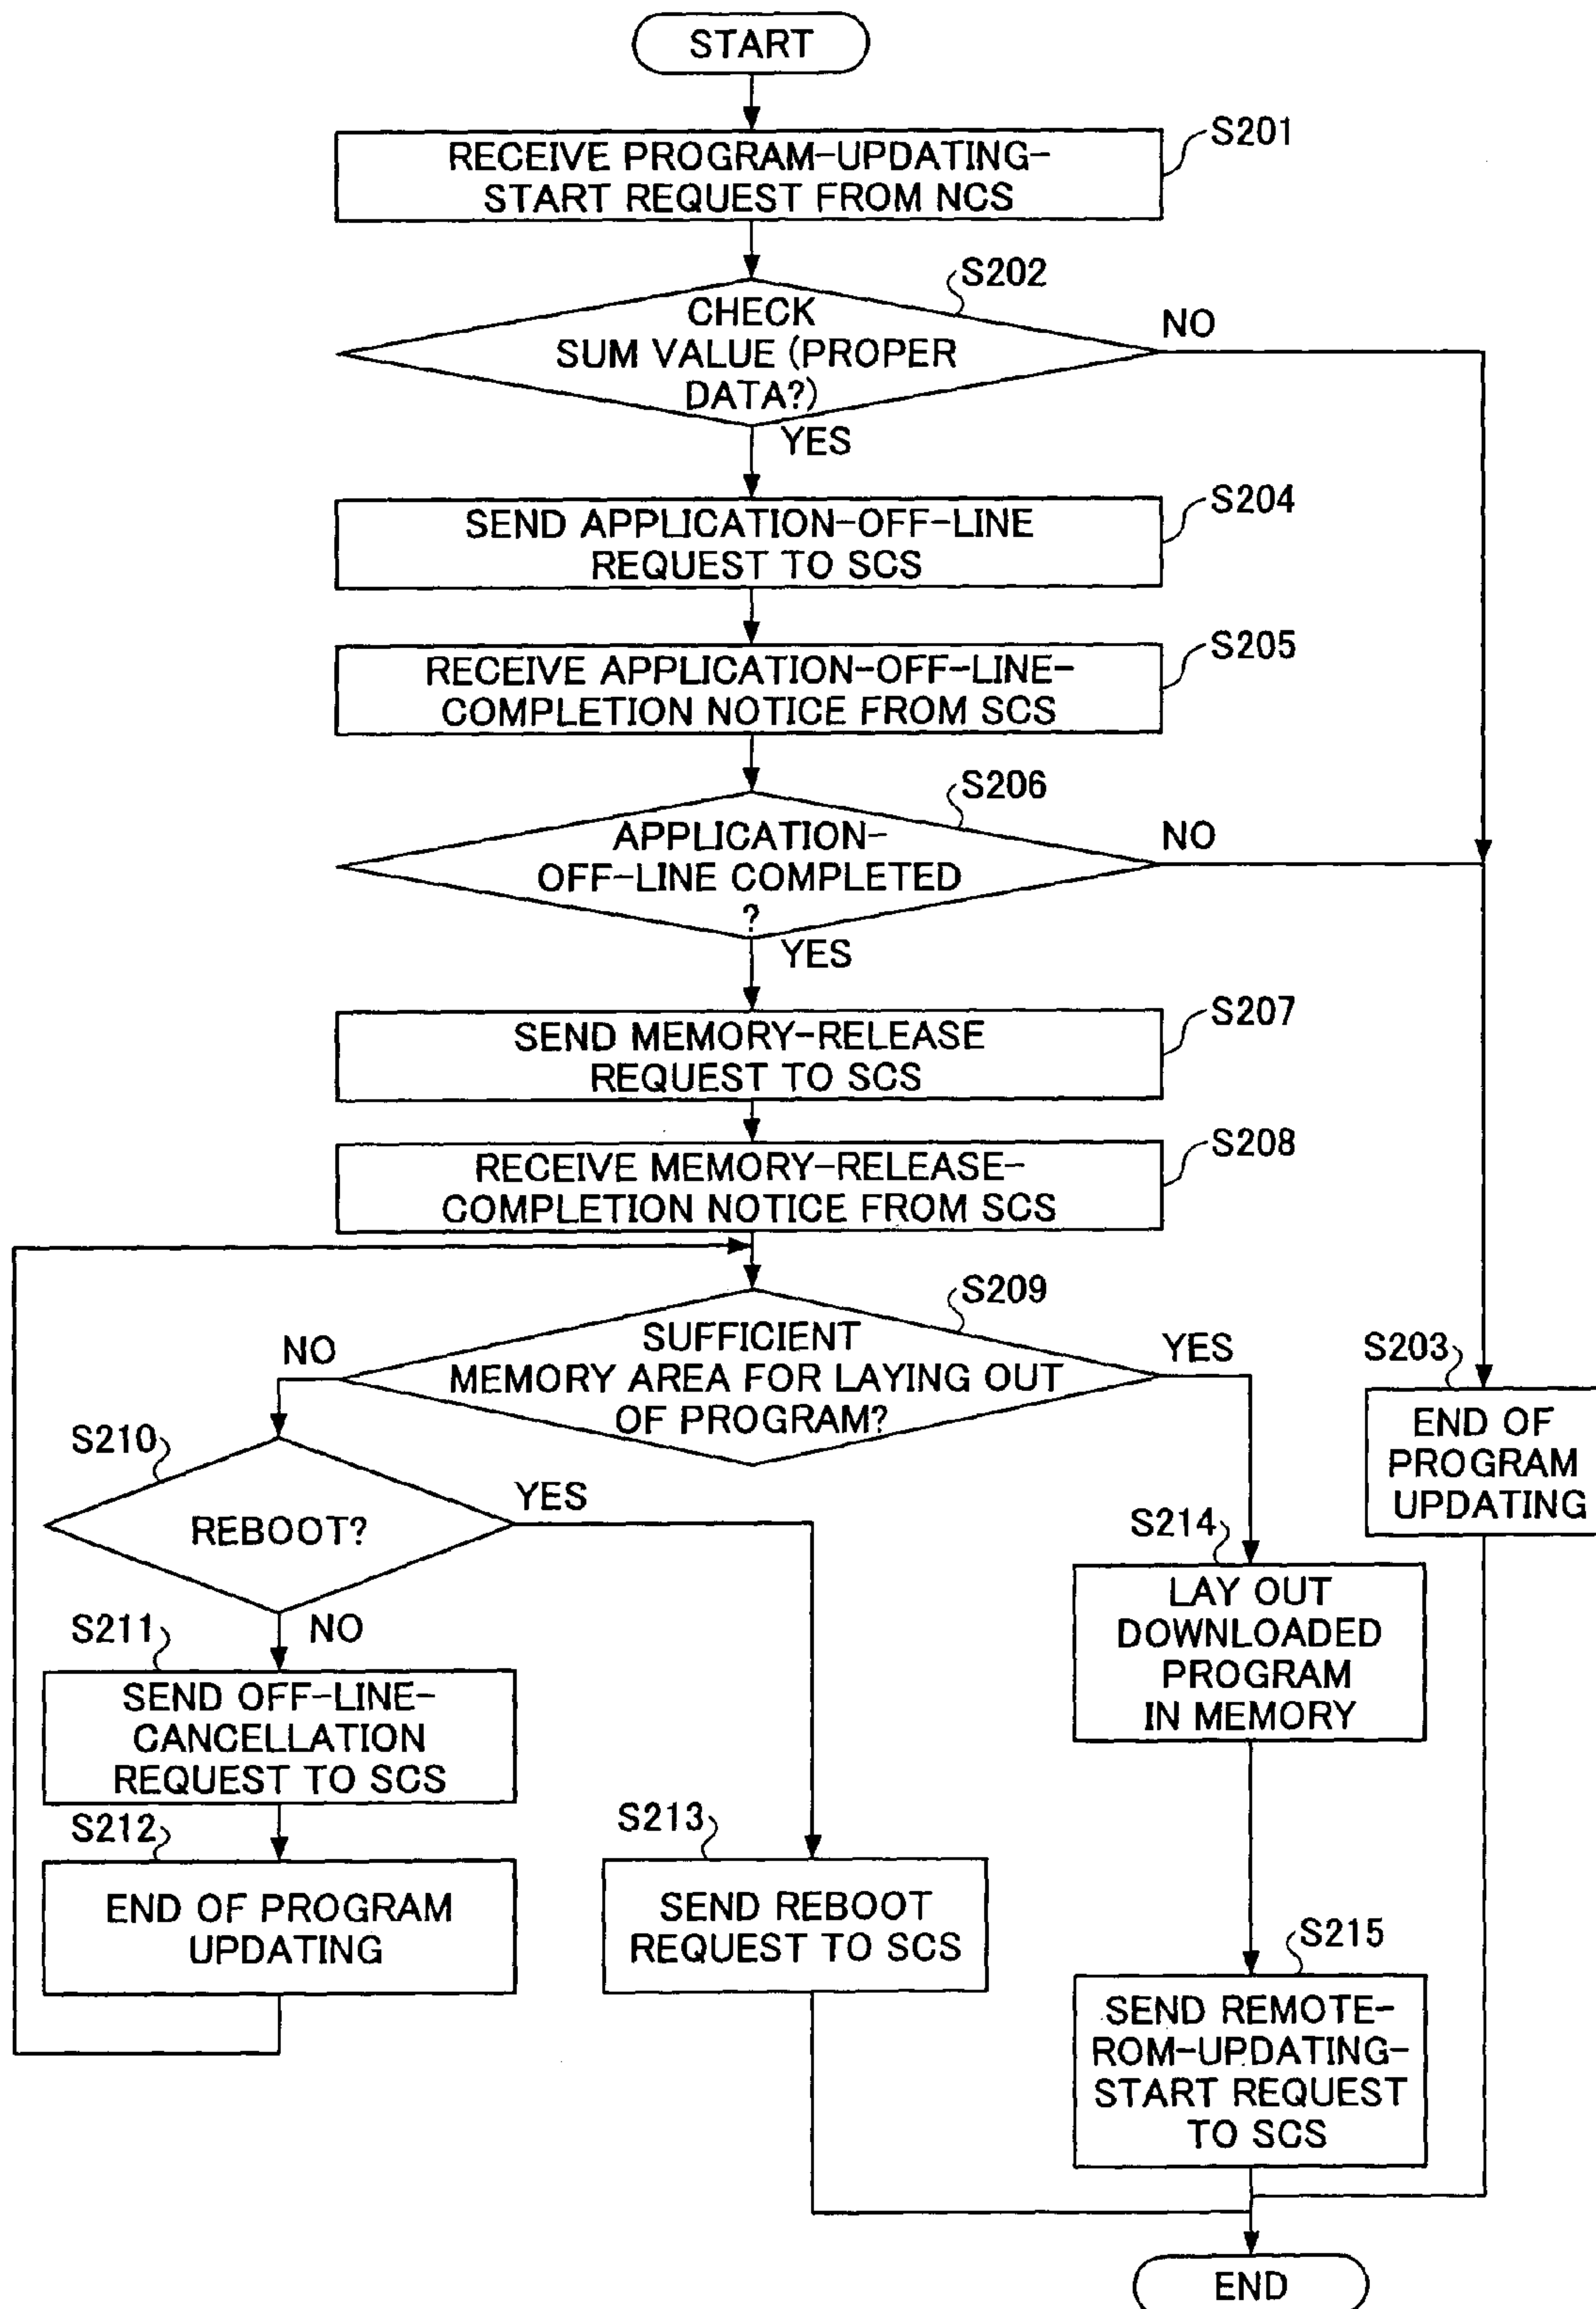 START
S201
RECEIVE PROGRAM-UPDATING-
START REQUEST FROM NCS
S202
CHECK
SUM VALUE (PROPER
DATA?)
NO
YES
S204
SEND APPLICATION-OFF-LINE
REQUEST TO SCS
S205
RECEIVE APPLICATION-OFF-LINE-
COMPLETION NOTICE FROM SCS
S206
APPLICATION-
OFF-LINE COMPLETED
?
NO
YES
S207
SEND MEMORY-RELEASE
REQUEST TO SCS
S208
RECEIVE MEMORY-RELEASE-
COMPLETION NOTICE FROM SCS
S209
SUFFICIENT
MEMORY AREA FOR LAYING OUT
OF PROGRAM?
NO
YES
S203
END OF
PROGRAM
UPDATING
S210
REBOOT?
YES
NO
S214
LAY OUT
DOWNLOADED
PROGRAM
IN MEMORY
S211
SEND OFF-LINE-
CANCELLATION
REQUEST TO SCS
S212
END OF PROGRAM
UPDATING
S213
SEND REBOOT
REQUEST TO SCS
S215
SEND REMOTE-
ROM-UPDATING-
START REQUEST
TO SCS
END